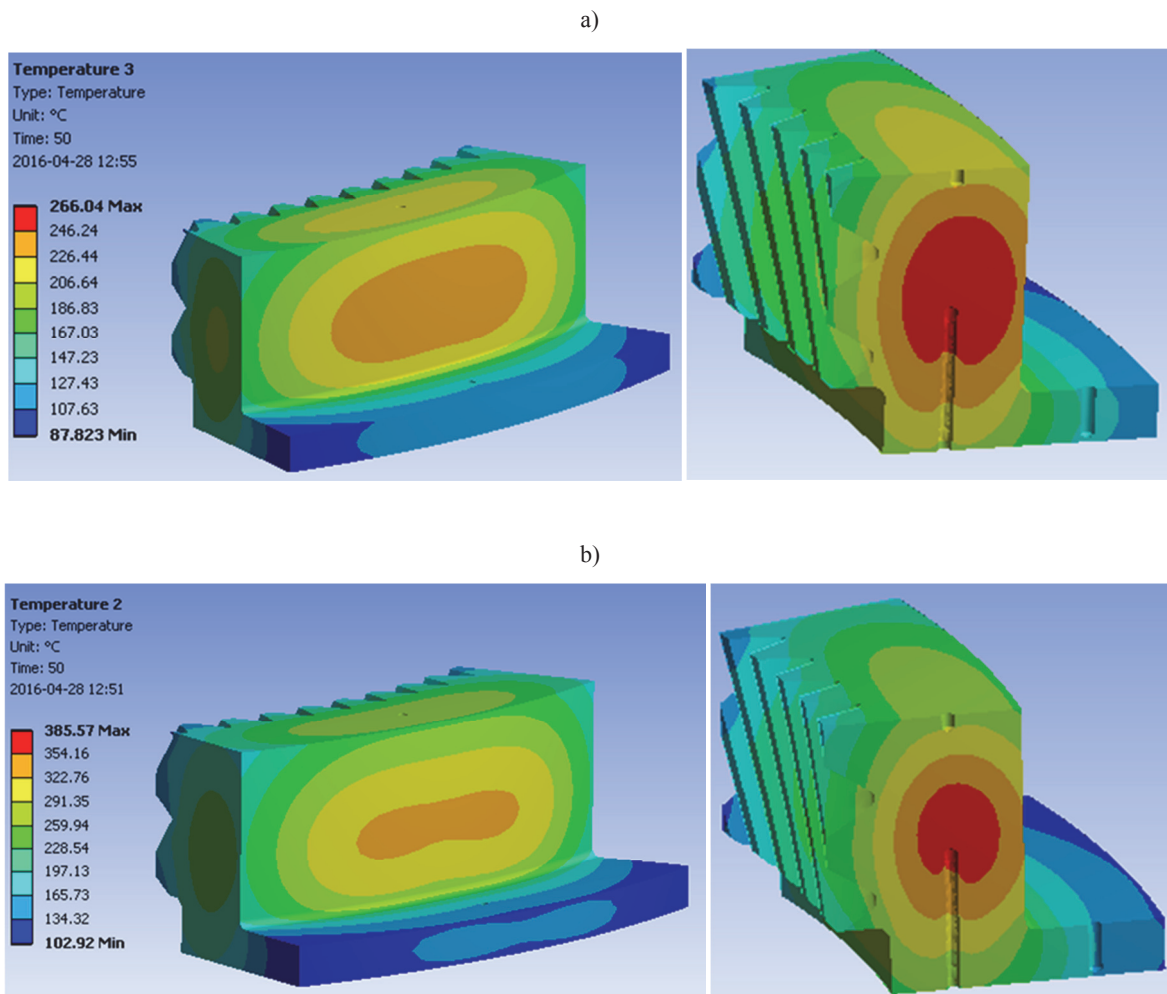 a)
Temperature 3
Type: Temperature
Unit: °C
Time: 50
2016-04-28 12:55
266.04 Max
246.24
226.44
206.64
186.83
167.03
147.23
127.43
107.63
87.823 Min
b)
Temperature 2
Type: Temperature
Unit: °C
Time: 50
2016-04-28 12:51
385.57 Max
354.16
322.76
291.35
259.94
228.54
197.13
165.73
134.32
102.92 Min